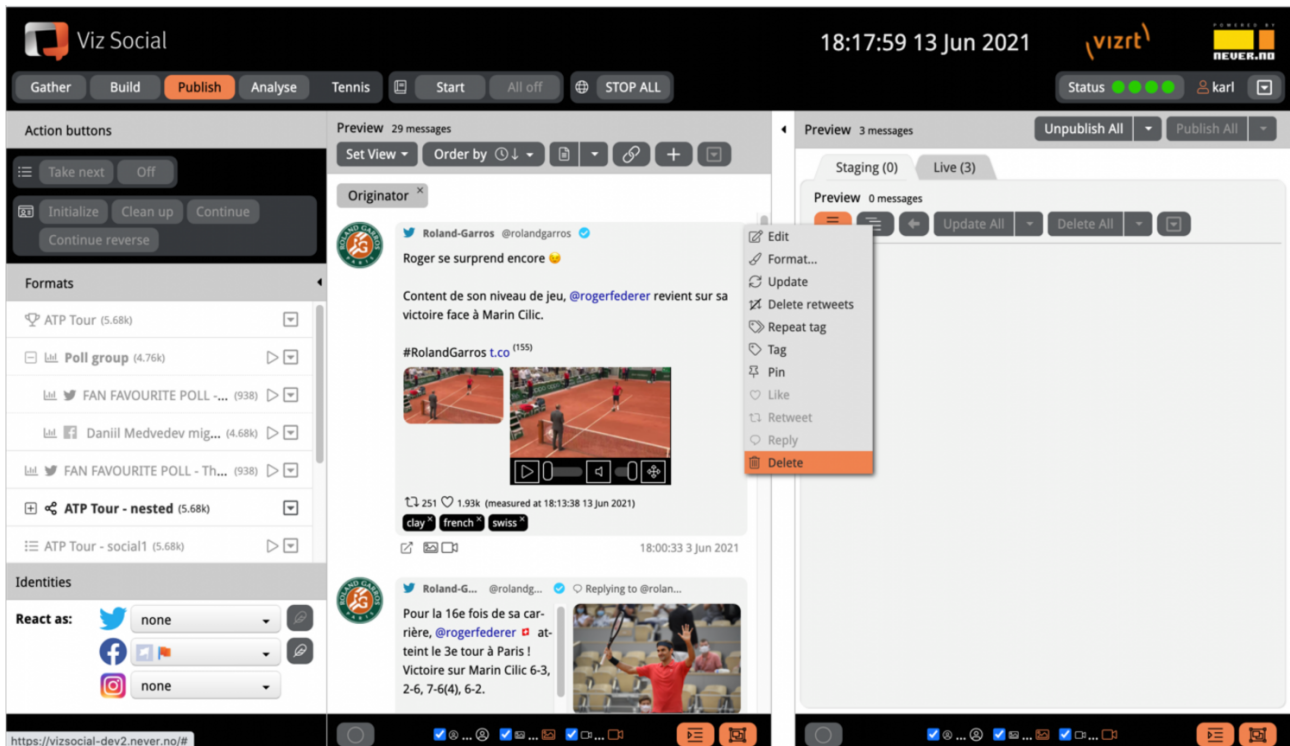 Viz Social
18:17:59 13 Jun 2021
vizrt
POWERED BY
NEVER.NO
Gather Build Publish Analyse Tennis Start All off STOP ALL
Status karl
Action buttons
Take next Off
Initialize Clean up Continue
Continue reverse
Formats
ATP Tour (5.68k)
Poll group (4.76k)
FAN FAVOURITE POLL -... (938)
Daniil Medvedev mig... (4.68k)
FAN FAVOURITE POLL - Th... (938)
ATP Tour - nested (5.68k)
ATP Tour - social1 (5.68k)
Identities
React as: none
none
https://vizsocial-dev2.never.no/#
Preview 29 messages
Set View Order by
Originator ×
Roland-Garros @rolandgarros
Roger se surprend encore
Content de son niveau de jeu, @rogerfederer revient sur sa
victoire face à Marin Cilic.
#RolandGarros t.co (155)
251 1.93k (measured at 18:13:38 13 Jun 2021)
clay × french × swiss ×
18:00:33 3 Jun 2021
Roland-G... @rolandg... Replying to @rolan...
Pour la 16e fois de sa car-
rière, @rogerfederer at-
teint le 3e tour à Paris !
Victoire sur Marin Cilic 6-3,
2-6, 7-6(4), 6-2.
Edit
Format...
Update
Delete retweets
Repeat tag
Tag
Pin
Like
Retweet
Reply
Delete
Preview 3 messages
Unpublish All Publish All
Staging (0) Live (3)
Preview 0 messages
Update All Delete All